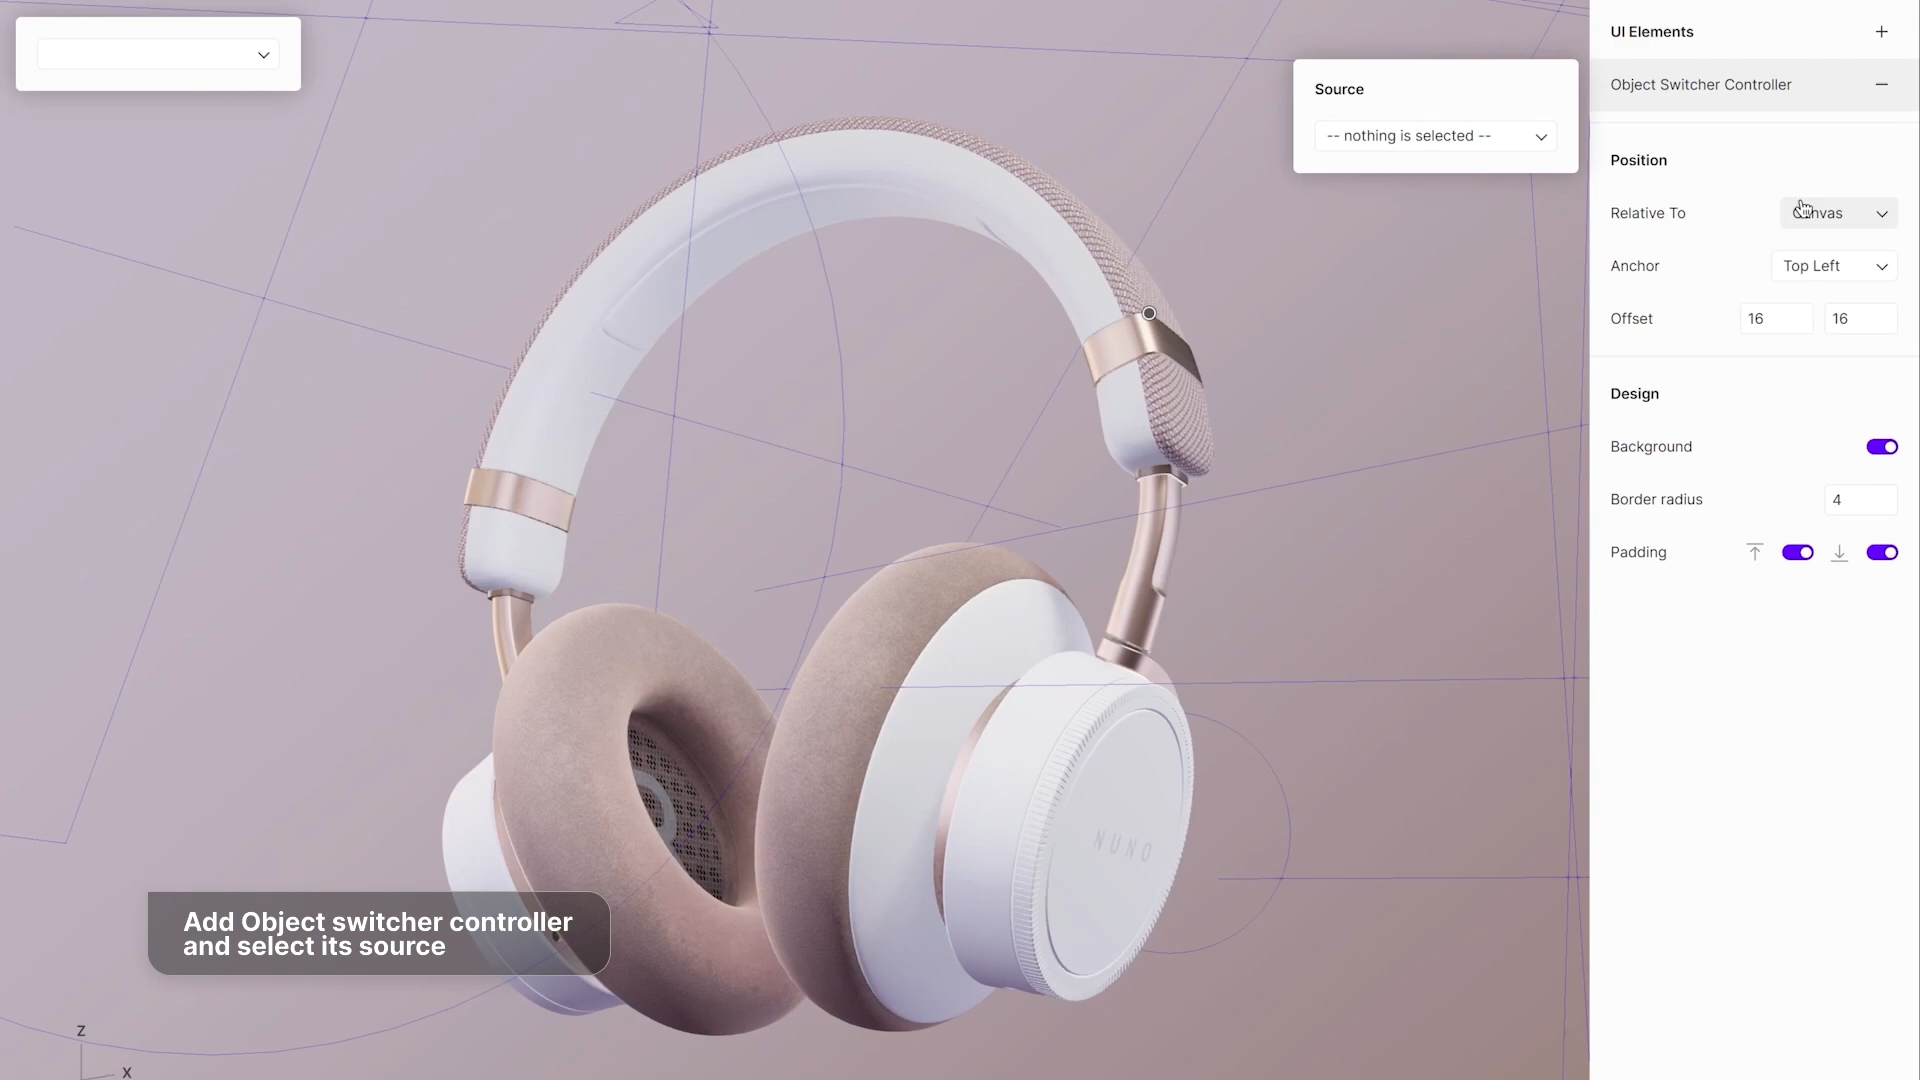 UI Elements
Object Switcher Controller
Source
-- nothing is selected --
Position
Relative To
Canvas
Anchor
Top Left
Offset
16
16
Design
Background
Border radius
4
Padding
NUNO
Add Object switcher controller
and select its source
Z
X